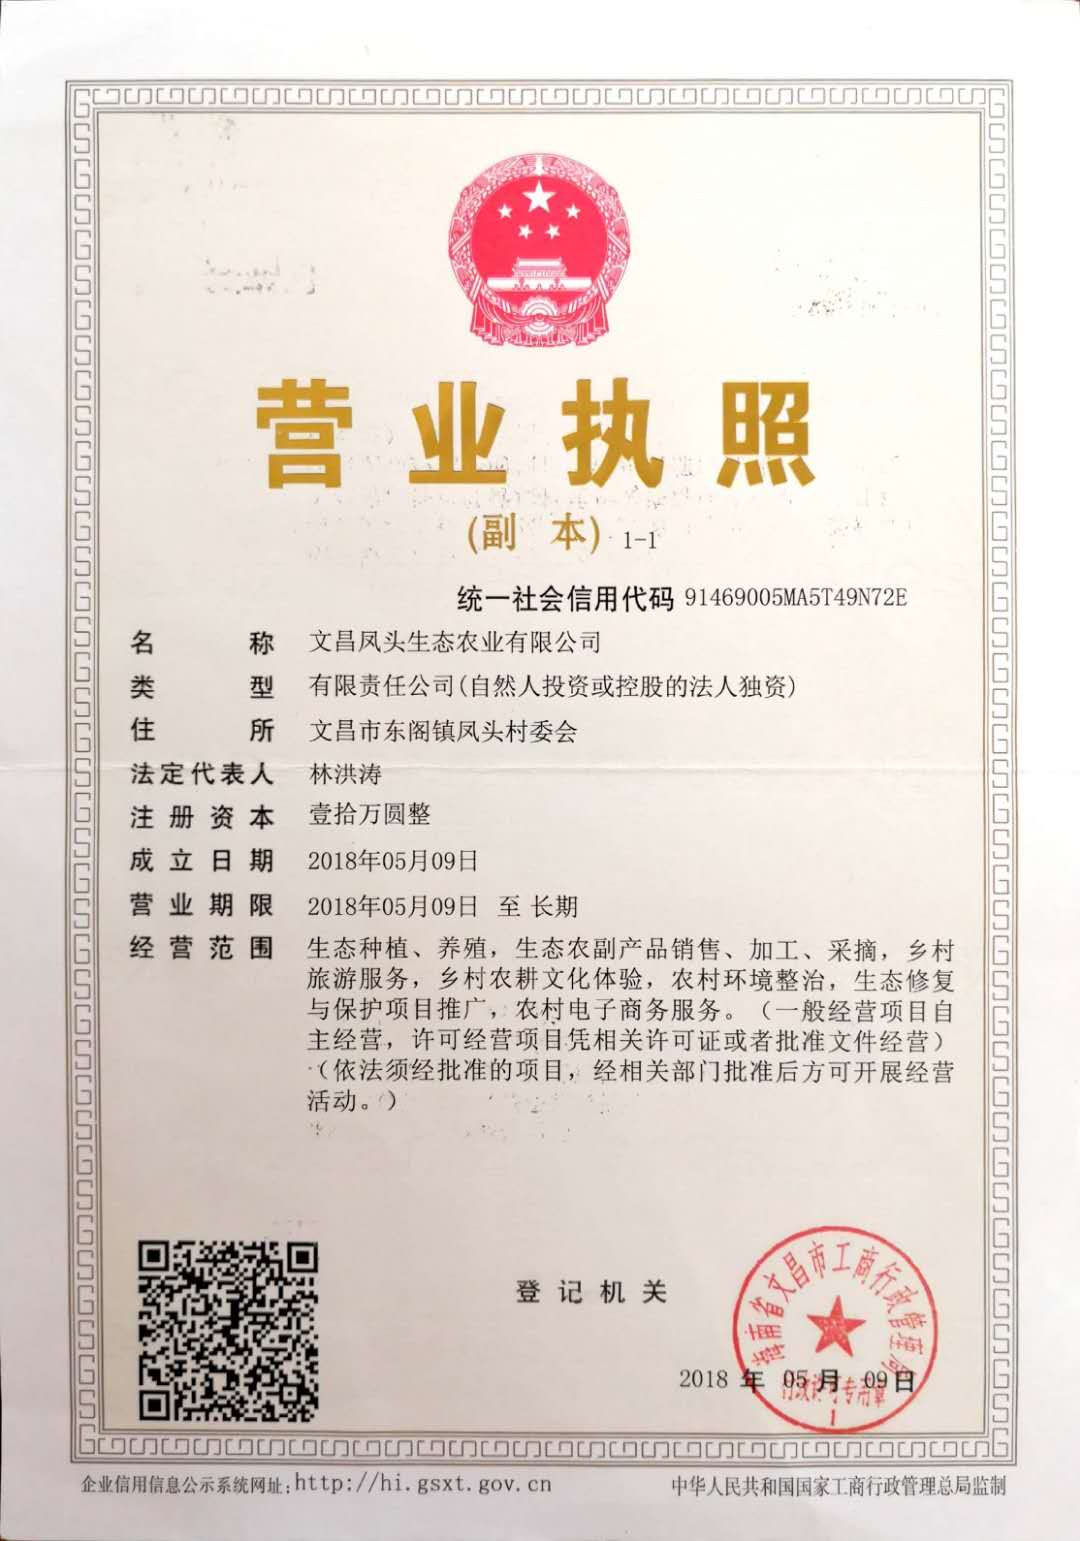 营业执照
(副 本) 1-1
统一社会信用代码 91469005MA5T49N72E
名 称 文昌凤头生态农业有限公司
类 型 有限责任公司(自然人投资或控股的法人独资)
住 所 文昌市东阁镇凤头村委会
法定代表人 林洪涛
注册资本 壹拾万圆整
成立日期 2018年05月09日
营业期限 2018年05月09日 至 长期
经营范围 生态种植、养殖，生态农副产品销售、加工、采摘，乡村
旅游服务，乡村农耕文化体验，农村环境整治，生态修复
与保护项目推广，农村电子商务服务。（一般经营项目自
主经营，许可经营项目凭相关许可证或者批准文件经营）
（依法须经批准的项目，经相关部门批准后方可开展经营
活动。）
登记机关
海南省文昌市工商行政管理局
行政许可专用章
1
2018 年 05 月 09 日
企业信用信息公示系统网址: http://hi.gsxt.gov.cn
中华人民共和国国家工商行政管理总局监制